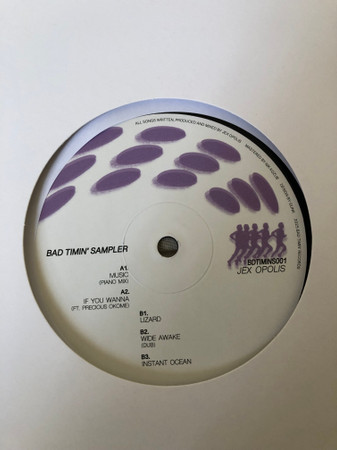 ALL SONGS WRITTEN, PRODUCED AND MIXED BY JEX OPOLIS
BAD TIMIN' SAMPLER
BDTIMINS001
JEX OPOLIS
A1.
MUSIC
(PIANO MIX)
A2.
IF YOU WANNA
(FT. PRECIOUS OKOME)
B1.
LIZARD
B2.
WIDE AWAKE
(DUB)
B3.
INSTANT OCEAN